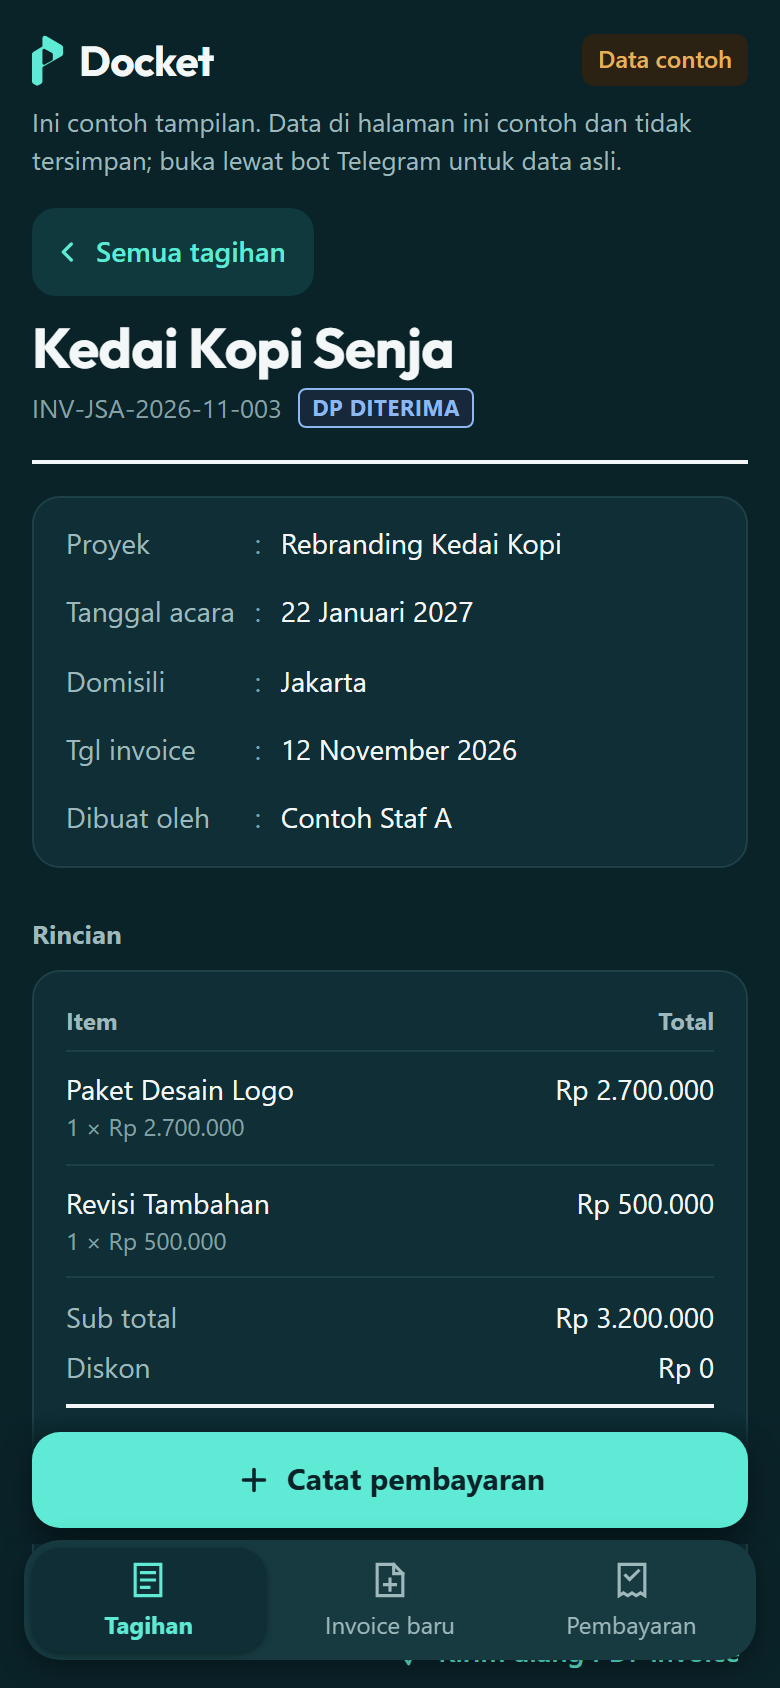 Docket
Data contoh
Ini contoh tampilan. Data di halaman ini contoh dan tidak
tersimpan; buka lewat bot Telegram untuk data asli.
Semua tagihan
Kedai Kopi Senja
INV-JSA-2026-11-003 DP DITERIMA
Proyek : Rebranding Kedai Kopi
Tanggal acara : 22 Januari 2027
Domisili : Jakarta
Tgl invoice : 12 November 2026
Dibuat oleh : Contoh Staf A
Rincian
Item Total
Paket Desain Logo Rp 2.700.000
1 × Rp 2.700.000
Revisi Tambahan Rp 500.000
1 × Rp 500.000
Sub total Rp 3.200.000
Diskon Rp 0
+ Catat pembayaran
Tagihan Invoice baru Pembayaran